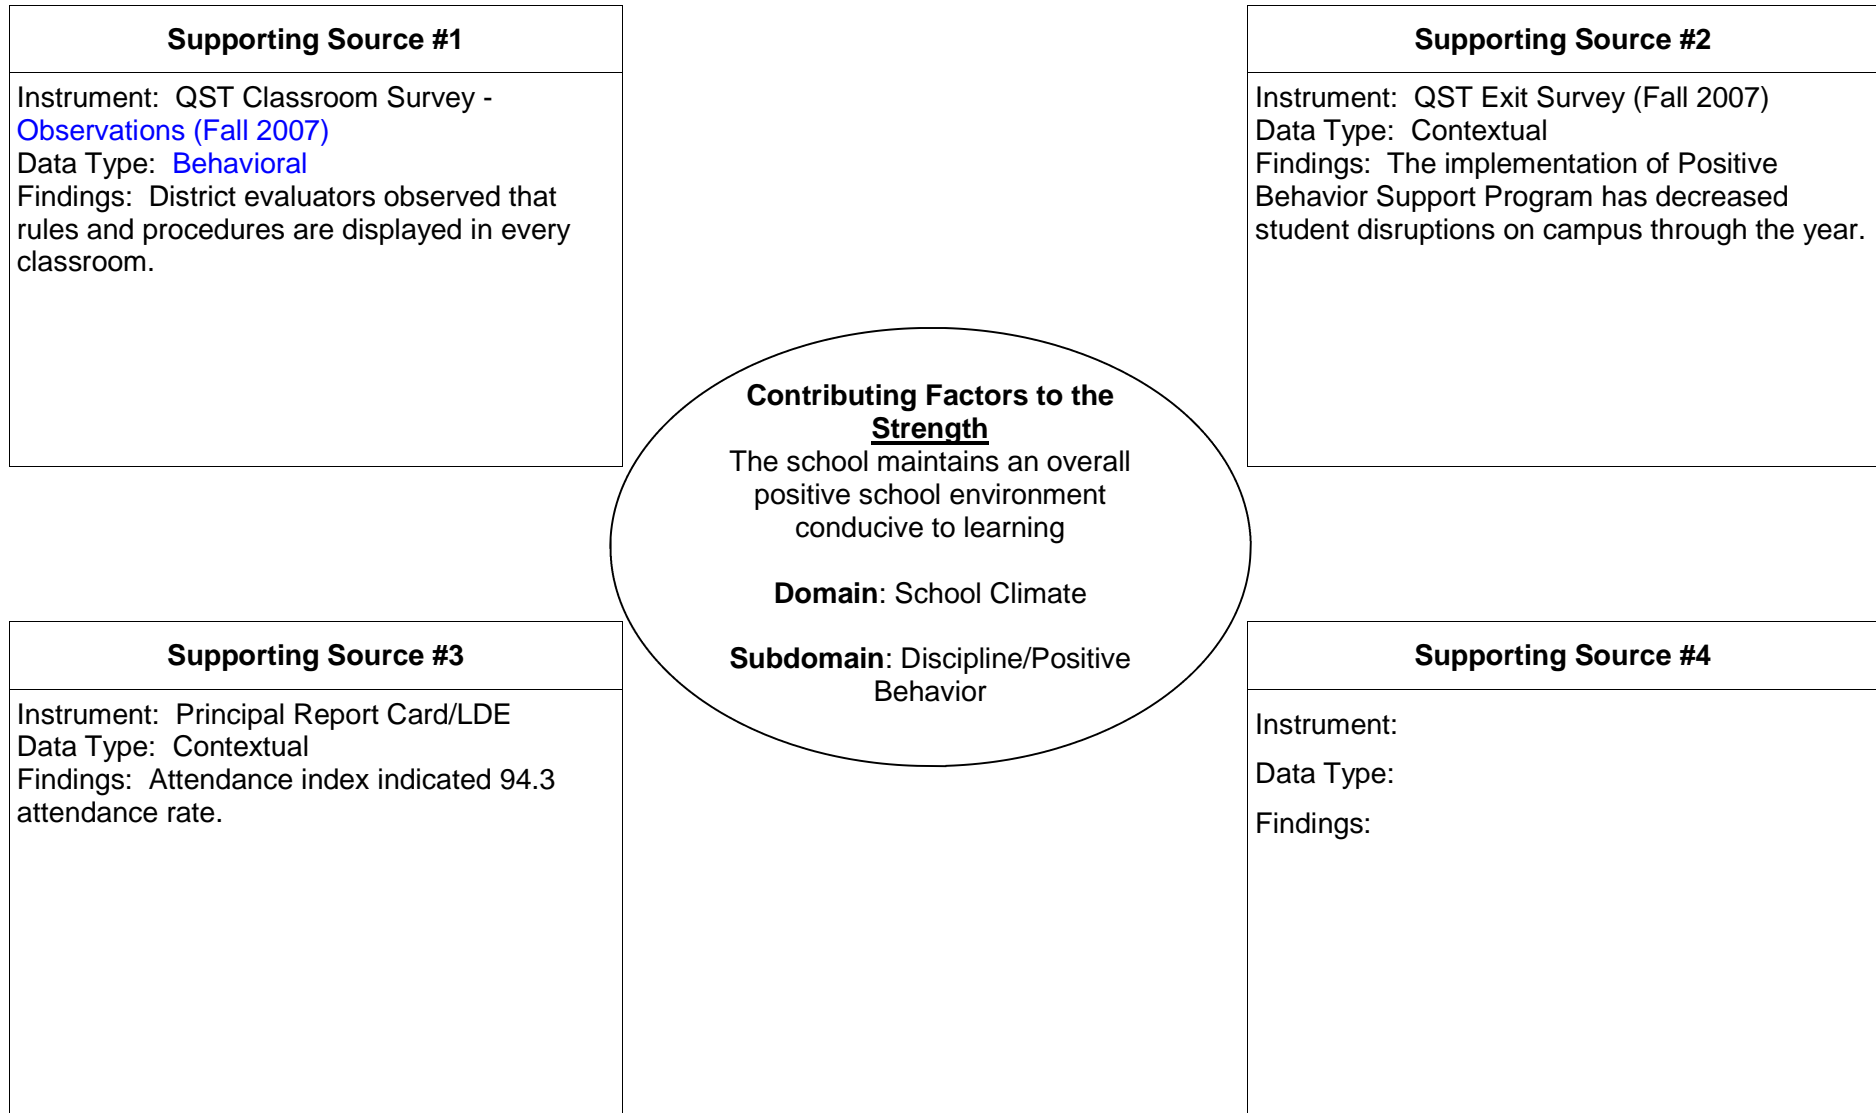 Supporting Source #1
Instrument:  QST Classroom Survey -
Observations (Fall 2007)
Data Type:  Behavioral
Findings:  District evaluators observed that
rules and procedures are displayed in every
classroom.
Supporting Source #2
Instrument:  QST Exit Survey (Fall 2007)
Data Type:  Contextual
Findings:  The implementation of Positive
Behavior Support Program has decreased
student disruptions on campus through the year.
Contributing Factors to the
Strength
The school maintains an overall
positive school environment
conducive to learning
Domain: School Climate
Subdomain: Discipline/Positive
Behavior
Supporting Source #3
Instrument:  Principal Report Card/LDE
Data Type:  Contextual
Findings:  Attendance index indicated 94.3
attendance rate.
Supporting Source #4
Instrument:
Data Type:
Findings: